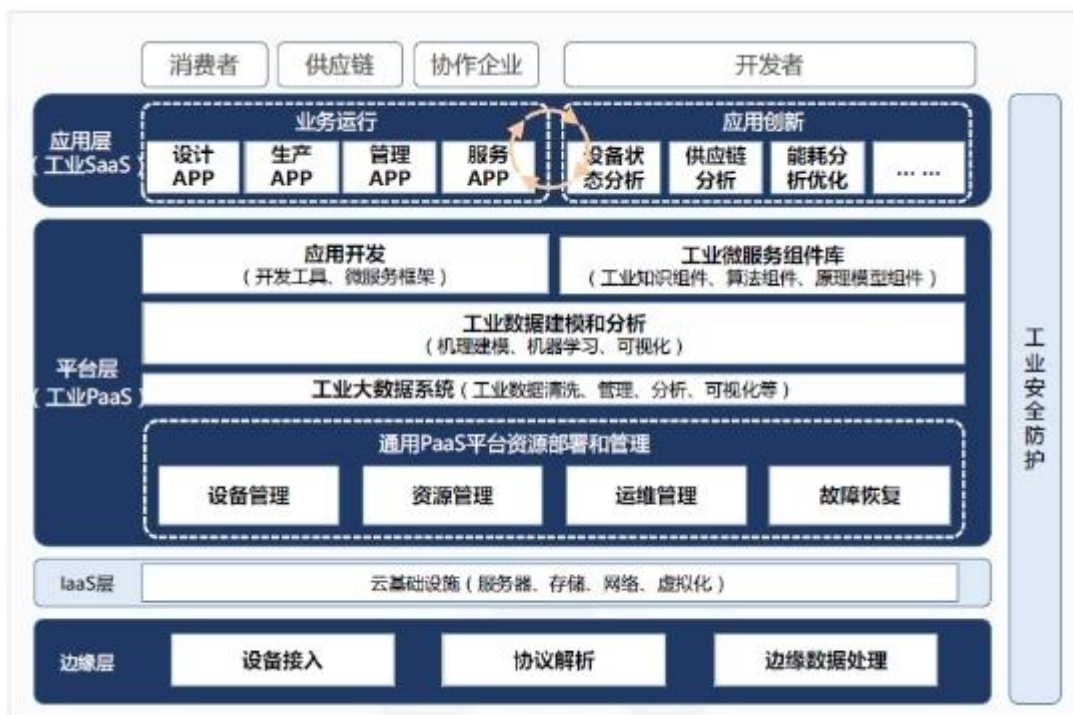 消费者 供应链 协作企业 开发者
应用层
（工业SaaS）
业务运行
设计
APP
生产
APP
管理
APP
服务
APP
应用创新
设备状
态分析
供应链
分析
能耗分
析优化
... ...
平台层
（工业PaaS）
应用开发
（开发工具、微服务框架）
工业微服务组件库
（工业知识组件、算法组件、原理模型组件）
工业数据建模和分析
（机理建模、机器学习、可视化）
工业大数据系统（工业数据清洗、管理、分析、可视化等）
通用PaaS平台资源部署和管理
设备管理 资源管理 运维管理 故障恢复
IaaS层
云基础设施（服务器、存储、网络、虚拟化）
边缘层
设备接入 协议解析 边缘数据处理
工业安全防护